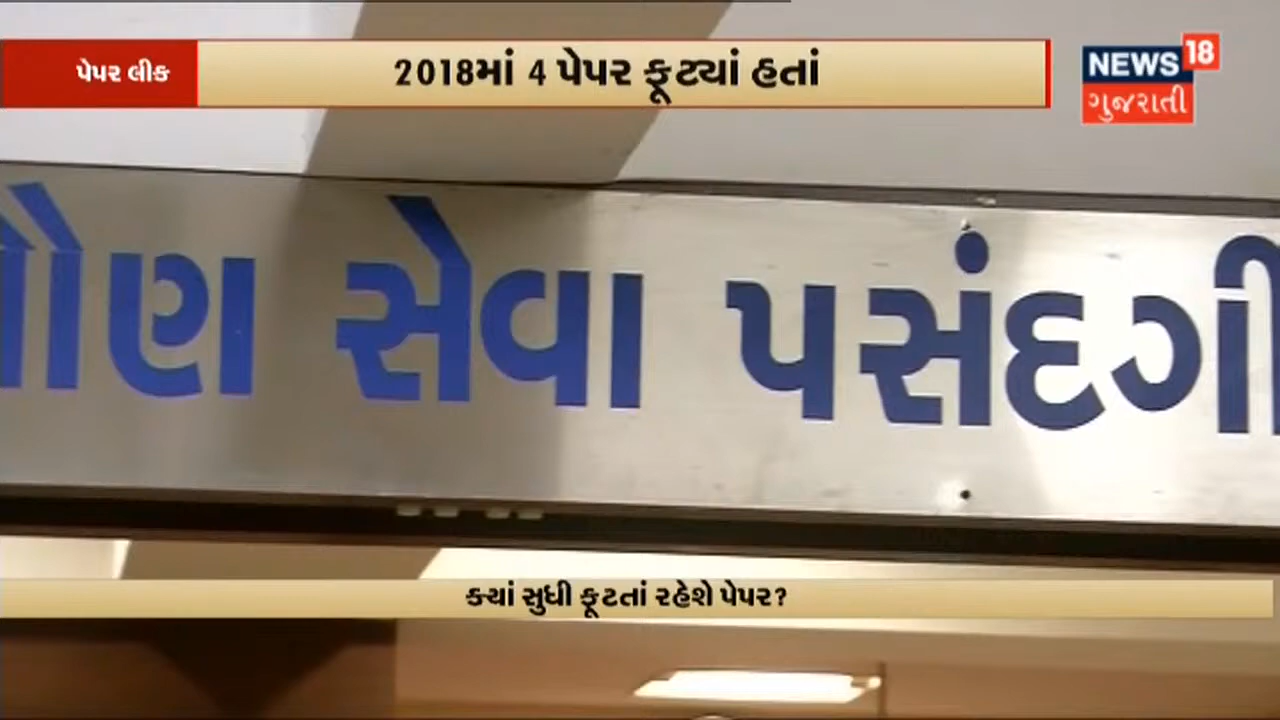 પેપર લીક
2018માં 4 પેપર ફૂટ્યાં હતાં
NEWS 18
ગુજરાતી
સેવા પસંદગી
ક્યાં સુધી ફૂટતાં રહેશે પેપર?